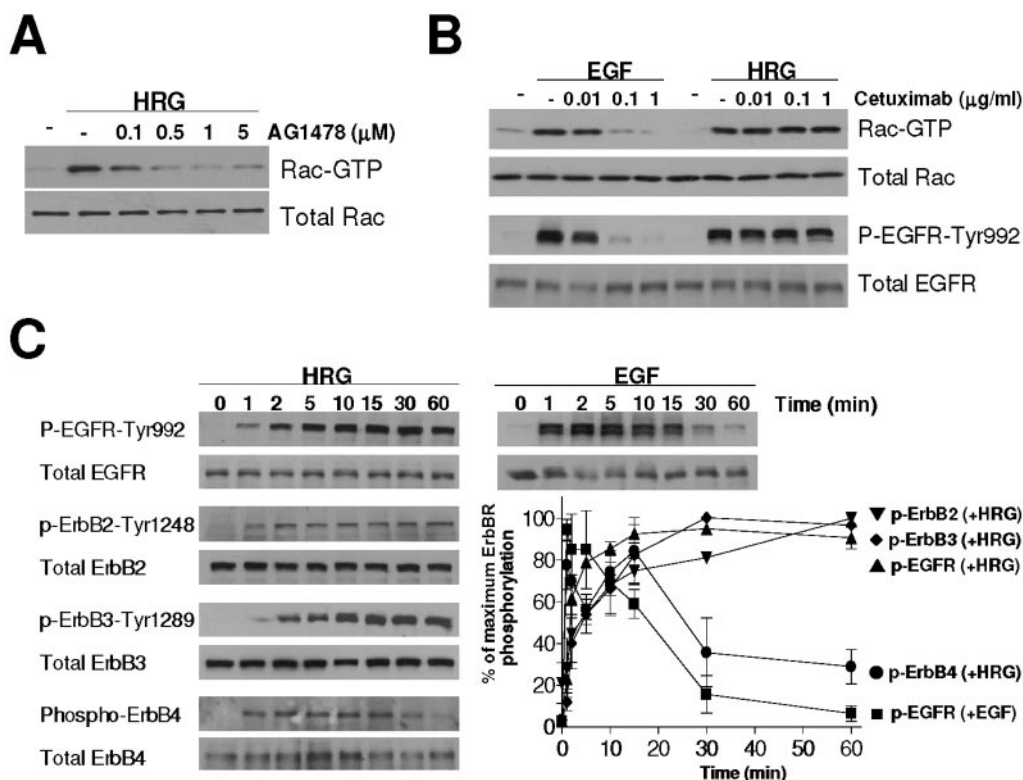 A
HRG
- - 0.1 0.5 1 5 AG1478 (μM)
Rac-GTP
Total Rac
B
EGF HRG
- - 0.01 0.1 1 - - 0.01 0.1 1 Cetuximab (μg/ml)
Rac-GTP
Total Rac
P-EGFR-Tyr992
Total EGFR
C
HRG
0 1 2 5 10 15 30 60
P-EGFR-Tyr992
Total EGFR
p-ErbB2-Tyr1248
Total ErbB2
p-ErbB3-Tyr1289
Total ErbB3
Phospho-ErbB4
Total ErbB4
EGF
0 1 2 5 10 15 30 60 Time (min)
% of maximum ErbBR
phosphorylation
100
80
60
40
20
0
0 10 20 30 40 50 60
Time (min)
p-ErbB2 (+HRG)
p-ErbB3 (+HRG)
p-EGFR (+HRG)
p-ErbB4 (+HRG)
p-EGFR (+EGF)